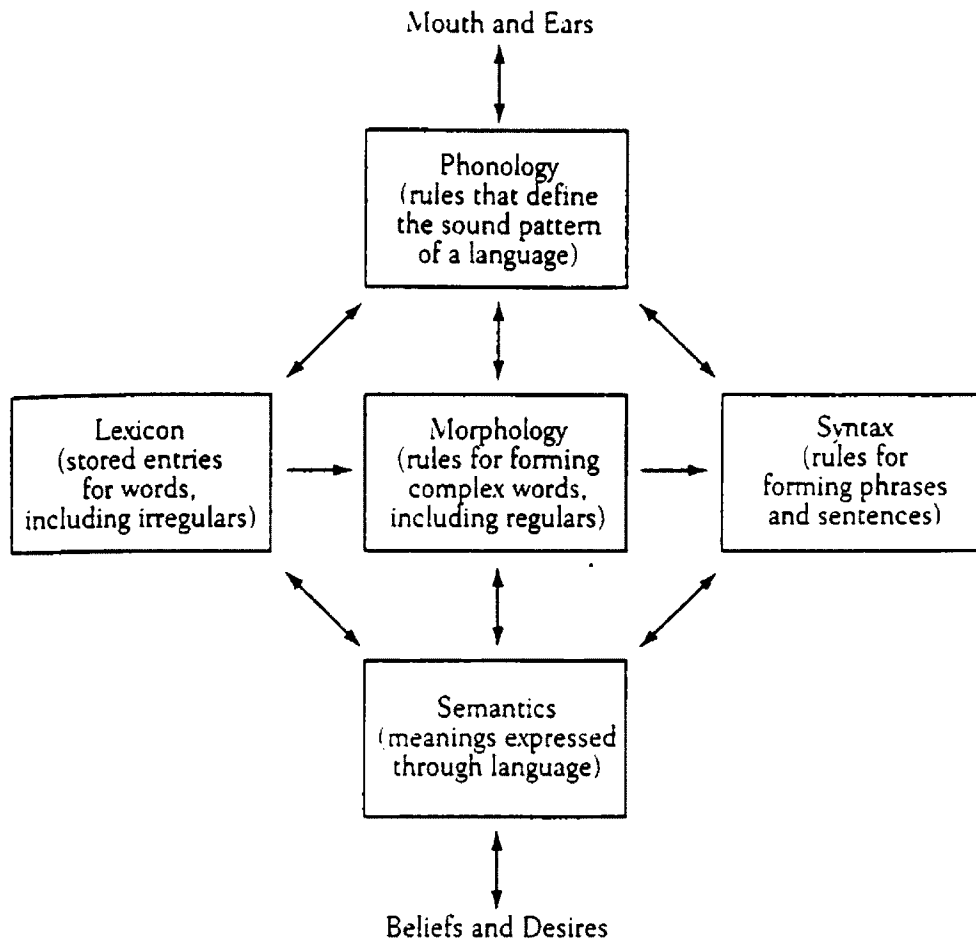 Mouth and Ears
Phonology
(rules that define
the sound pattern
of a language)
Lexicon
(stored entries
for words,
including irregulars)
Morphology
(rules for forming
complex words,
including regulars)
Syntax
(rules for
forming phrases
and sentences)
Semantics
(meanings expressed
through language)
Beliefs and Desires